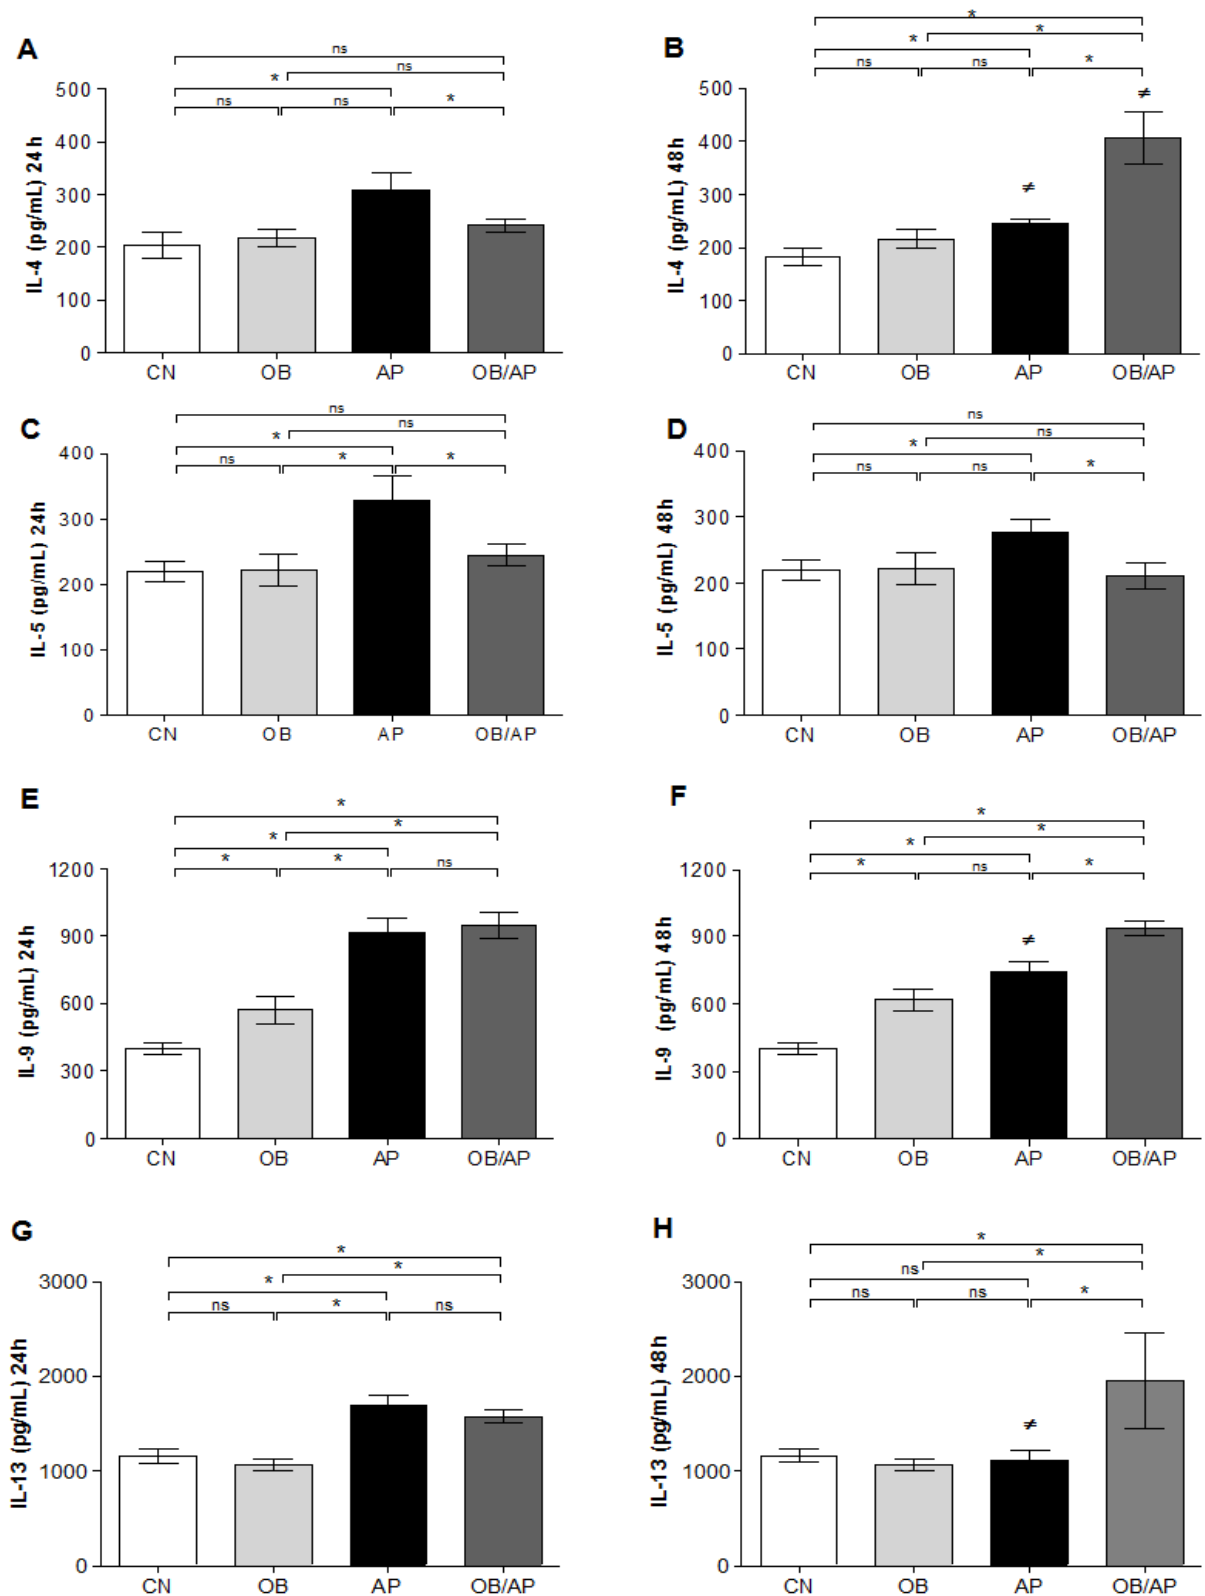 A
ns
ns
*
ns
ns
*
500
400
300
200
100
0
IL-4 (pg/mL) 24h
CN OB AP OB/AP
B
*
*
*
ns
ns
*
500
400
300
200
100
0
IL-4 (pg/mL) 48h
≠
≠
CN OB AP OB/AP
C
ns
ns
*
ns
*
*
400
300
200
100
0
IL-5 (pg/mL) 24h
CN OB AP OB/AP
D
ns
ns
*
ns
ns
*
400
300
200
100
0
IL-5 (pg/mL) 48h
CN OB AP OB/AP
E
*
*
*
*
*
ns
1200
900
600
300
0
IL-9 (pg/mL) 24h
CN OB AP OB/AP
F
*
*
*
*
ns
*
1200
900
600
300
0
IL-9 (pg/mL) 48h
≠
CN OB AP OB/AP
G
*
*
*
ns
*
ns
3000
2000
1000
0
IL-13 (pg/mL) 24h
CN OB AP OB/AP
H
*
*
ns
ns
ns
*
3000
2000
1000
0
IL-13 (pg/mL) 48h
≠
CN OB AP OB/AP